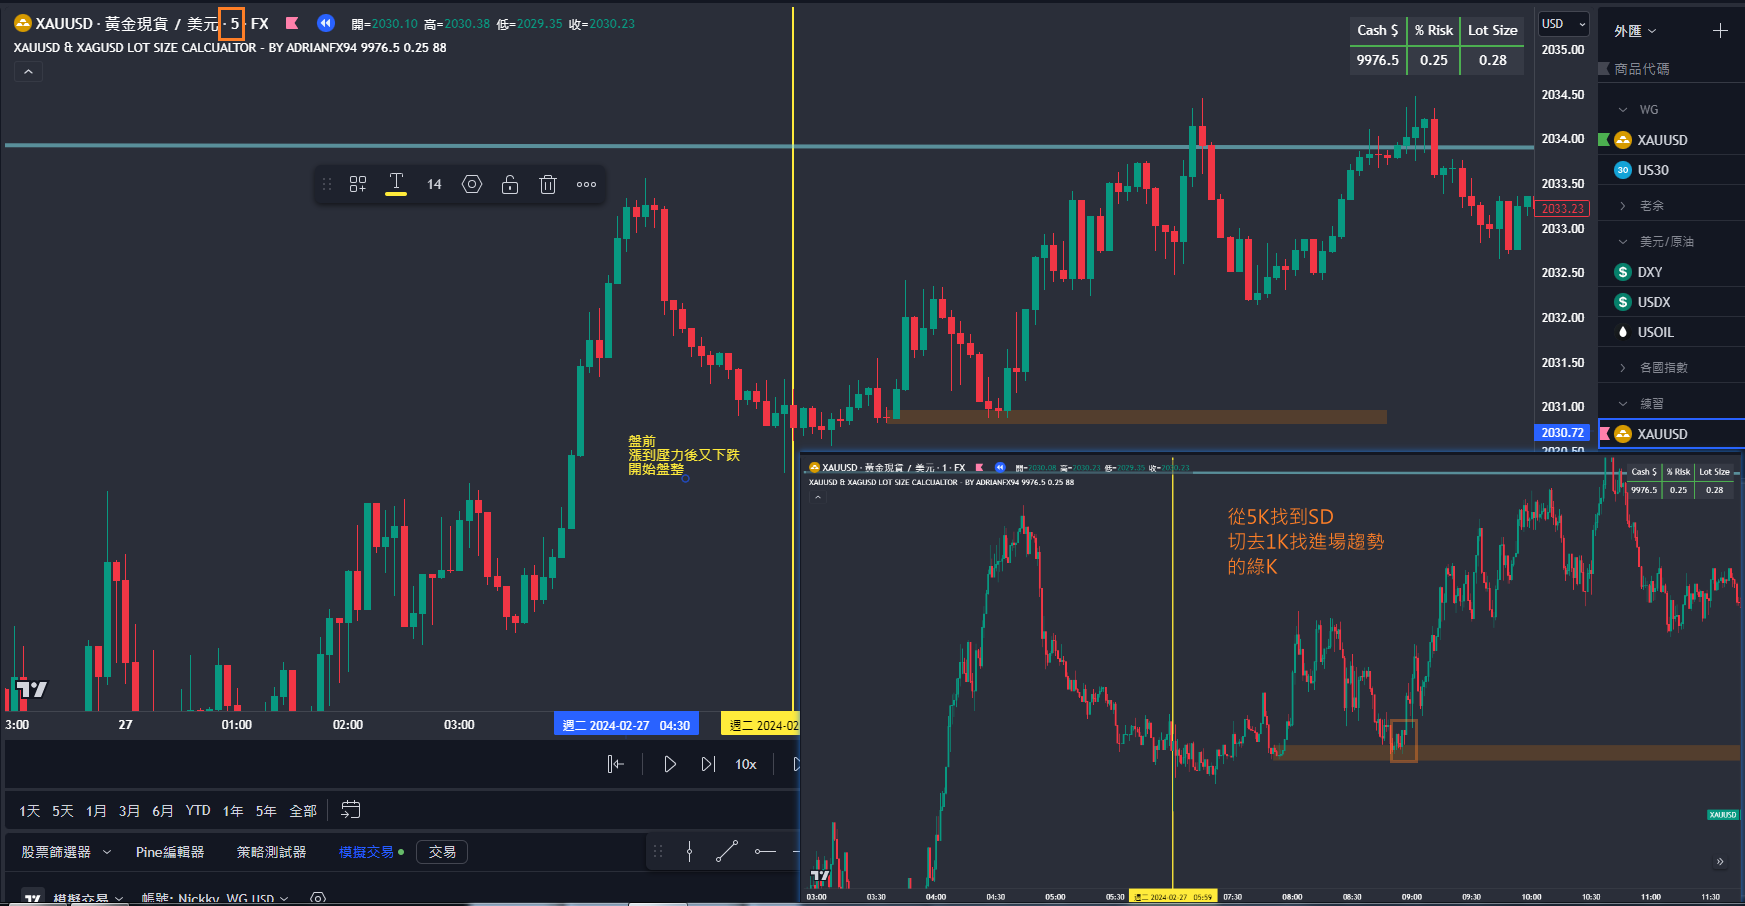 XAUUSD · 黃金現貨 / 美元 · 5 · FX 開=2030.10 高=2030.38 低=2029.35 收=2030.23
XAUUSD & XAGUSD LOT SIZE CALCUALTOR - BY ADRIANFX94 9976.5 0.25 88
Cash $ % Risk Lot Size
9976.5 0.25 0.28
USD
2035.00
2034.50
2034.00
2033.50
2033.23
2033.00
2032.50
2032.00
2031.50
2031.00
2030.72
2030.50
外匯
商品代碼
WG
XAUUSD
30 US30
老余
美元/原油
$ DXY
$ USDX
USOIL
各國指數
練習
XAUUSD
14
盤前
漲到壓力後又下跌
開始盤整
3:00 27 01:00 02:00 03:00 週二 2024-02-27 04:30 週二 2024-02
10x
1天 5天 1月 3月 6月 YTD 1年 5年 全部
股票篩選器 Pine編輯器 策略測試器 模擬交易 交易
模擬交易 帳號: Nickky_WG USD
XAUUSD · 黃金現貨 / 美元 · 1 · FX 開=2030.08 高=2030.23 低=2029.35 收=2030.23
XAUUSD & XAGUSD LOT SIZE CALCUALTOR - BY ADRIANFX94 9976.5 0.25 88
Cash $ % Risk Lot Size
9976.5 0.25 0.28
從5K找到SD
切去1K找進場趨勢
的綠K
XAUUSD
03:00 03:30 04:00 04:30 05:00 05:30 週二 2024-02-27 05:59 07:30 08:00 08:30 09:00 09:30 10:00 10:30 11:00 11:30